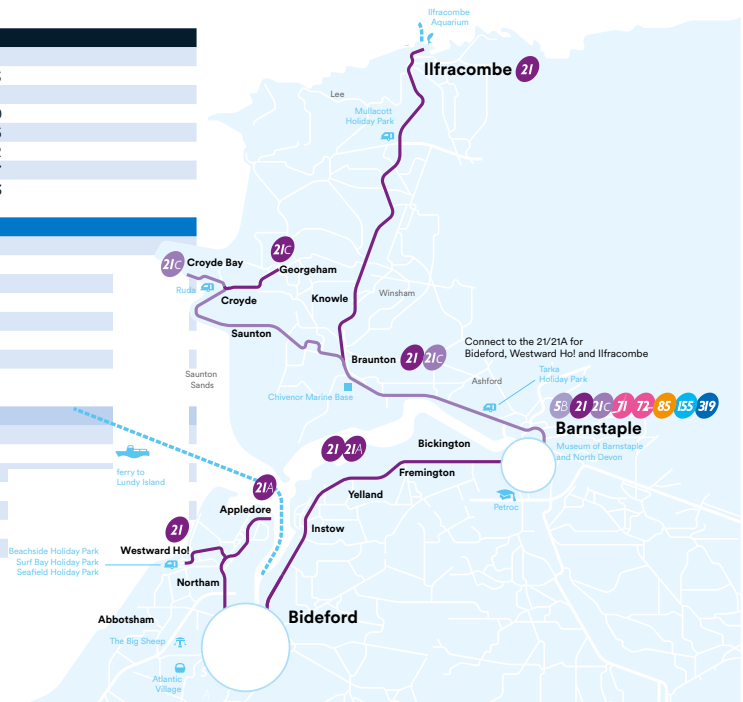 Ilfracombe
Aquarium
Ilfracombe 21
Lee
Mullacott
Holiday Park
21C
21C Croyde Bay
Georgeham
Ruda
Croyde
Knowle
Winsham
Saunton
Connect to the 21/21A for
Bideford, Westward Ho! and Ilfracombe
Braunton 21 21C
Saunton
Sands
Ashford
Tarka
Holiday Park
Chivenor Marine Base
5B 21 21C 71 72 85 155 319
Barnstaple
Museum of Barnstaple
and North Devon
21 21A
Bickington
Fremington
ferry to
Lundy Island
Yelland
21A
Petroc
Appledore
Instow
21
Westward Ho!
Beachside Holiday Park
Surf Bay Holiday Park
Seafield Holiday Park
Northam
Bideford
Abbotsham
The Big Sheep
Atlantic
Village